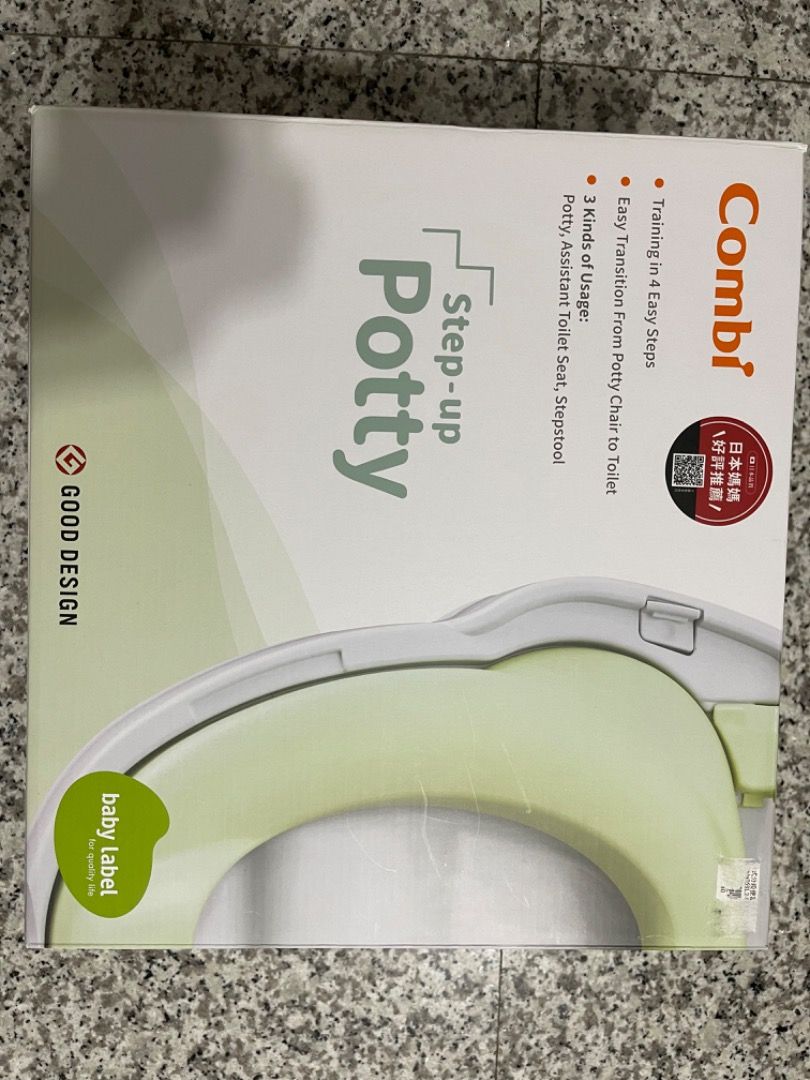 Combi
Training in 4 Easy Steps
Easy Transition From Potty Chair to Toilet
3 Kinds of Usage:
Potty, Assistant Toilet Seat, Stepstool
日本媽媽
好評推薦
Step-up
Potty
GOOD DESIGN
baby label
for quality life